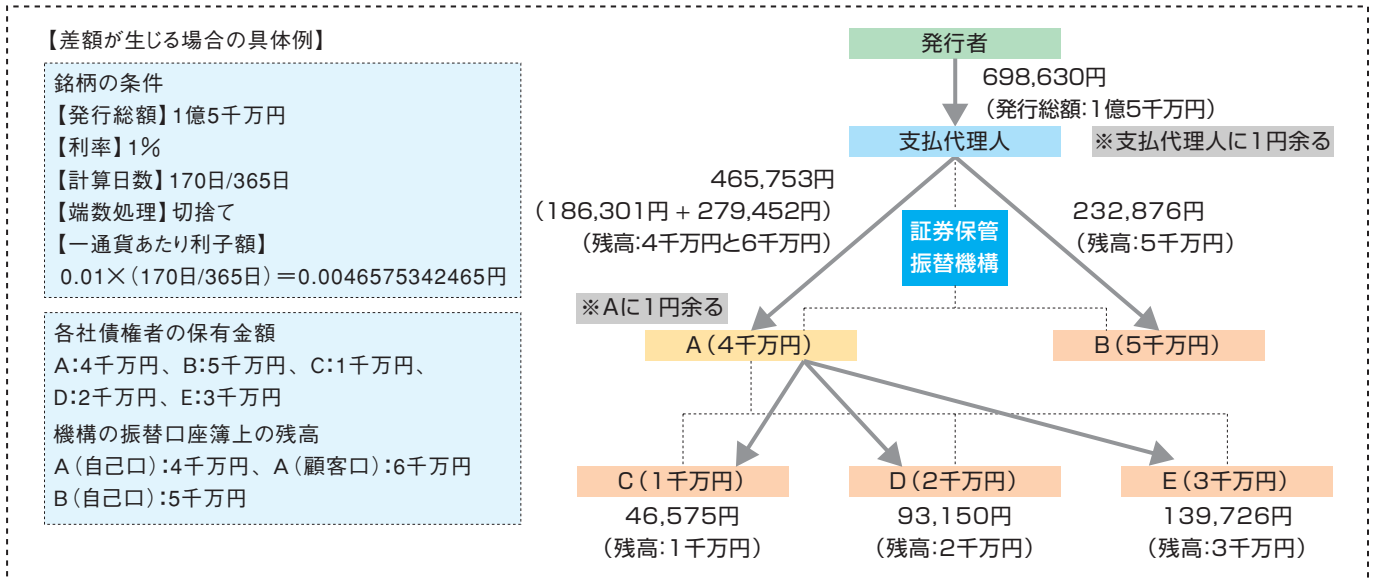 【差額が生じる場合の具体例】
銘柄の条件
【発行総額】1億5千万円
【利率】1%
【計算日数】170日/365日
【端数処理】切捨て
【一通貨あたり利子額】
0.01×(170日/365日)=0.0046575342465円
各社債権者の保有金額
A:4千万円、B:5千万円、C:1千万円、
D:2千万円、E:3千万円
機構の振替口座簿上の残高
A(自己口):4千万円、A(顧客口):6千万円
B(自己口):5千万円
発行者
698,630円
(発行総額:1億5千万円)
支払代理人
※支払代理人に1円余る
465,753円
(186,301円 + 279,452円)
(残高:4千万円と6千万円)
証券保管
振替機構
232,876円
(残高:5千万円)
※Aに1円余る
A(4千万円)
B(5千万円)
C(1千万円)
D(2千万円)
E(3千万円)
46,575円
93,150円
139,726円
(残高:1千万円)
(残高:2千万円)
(残高:3千万円)